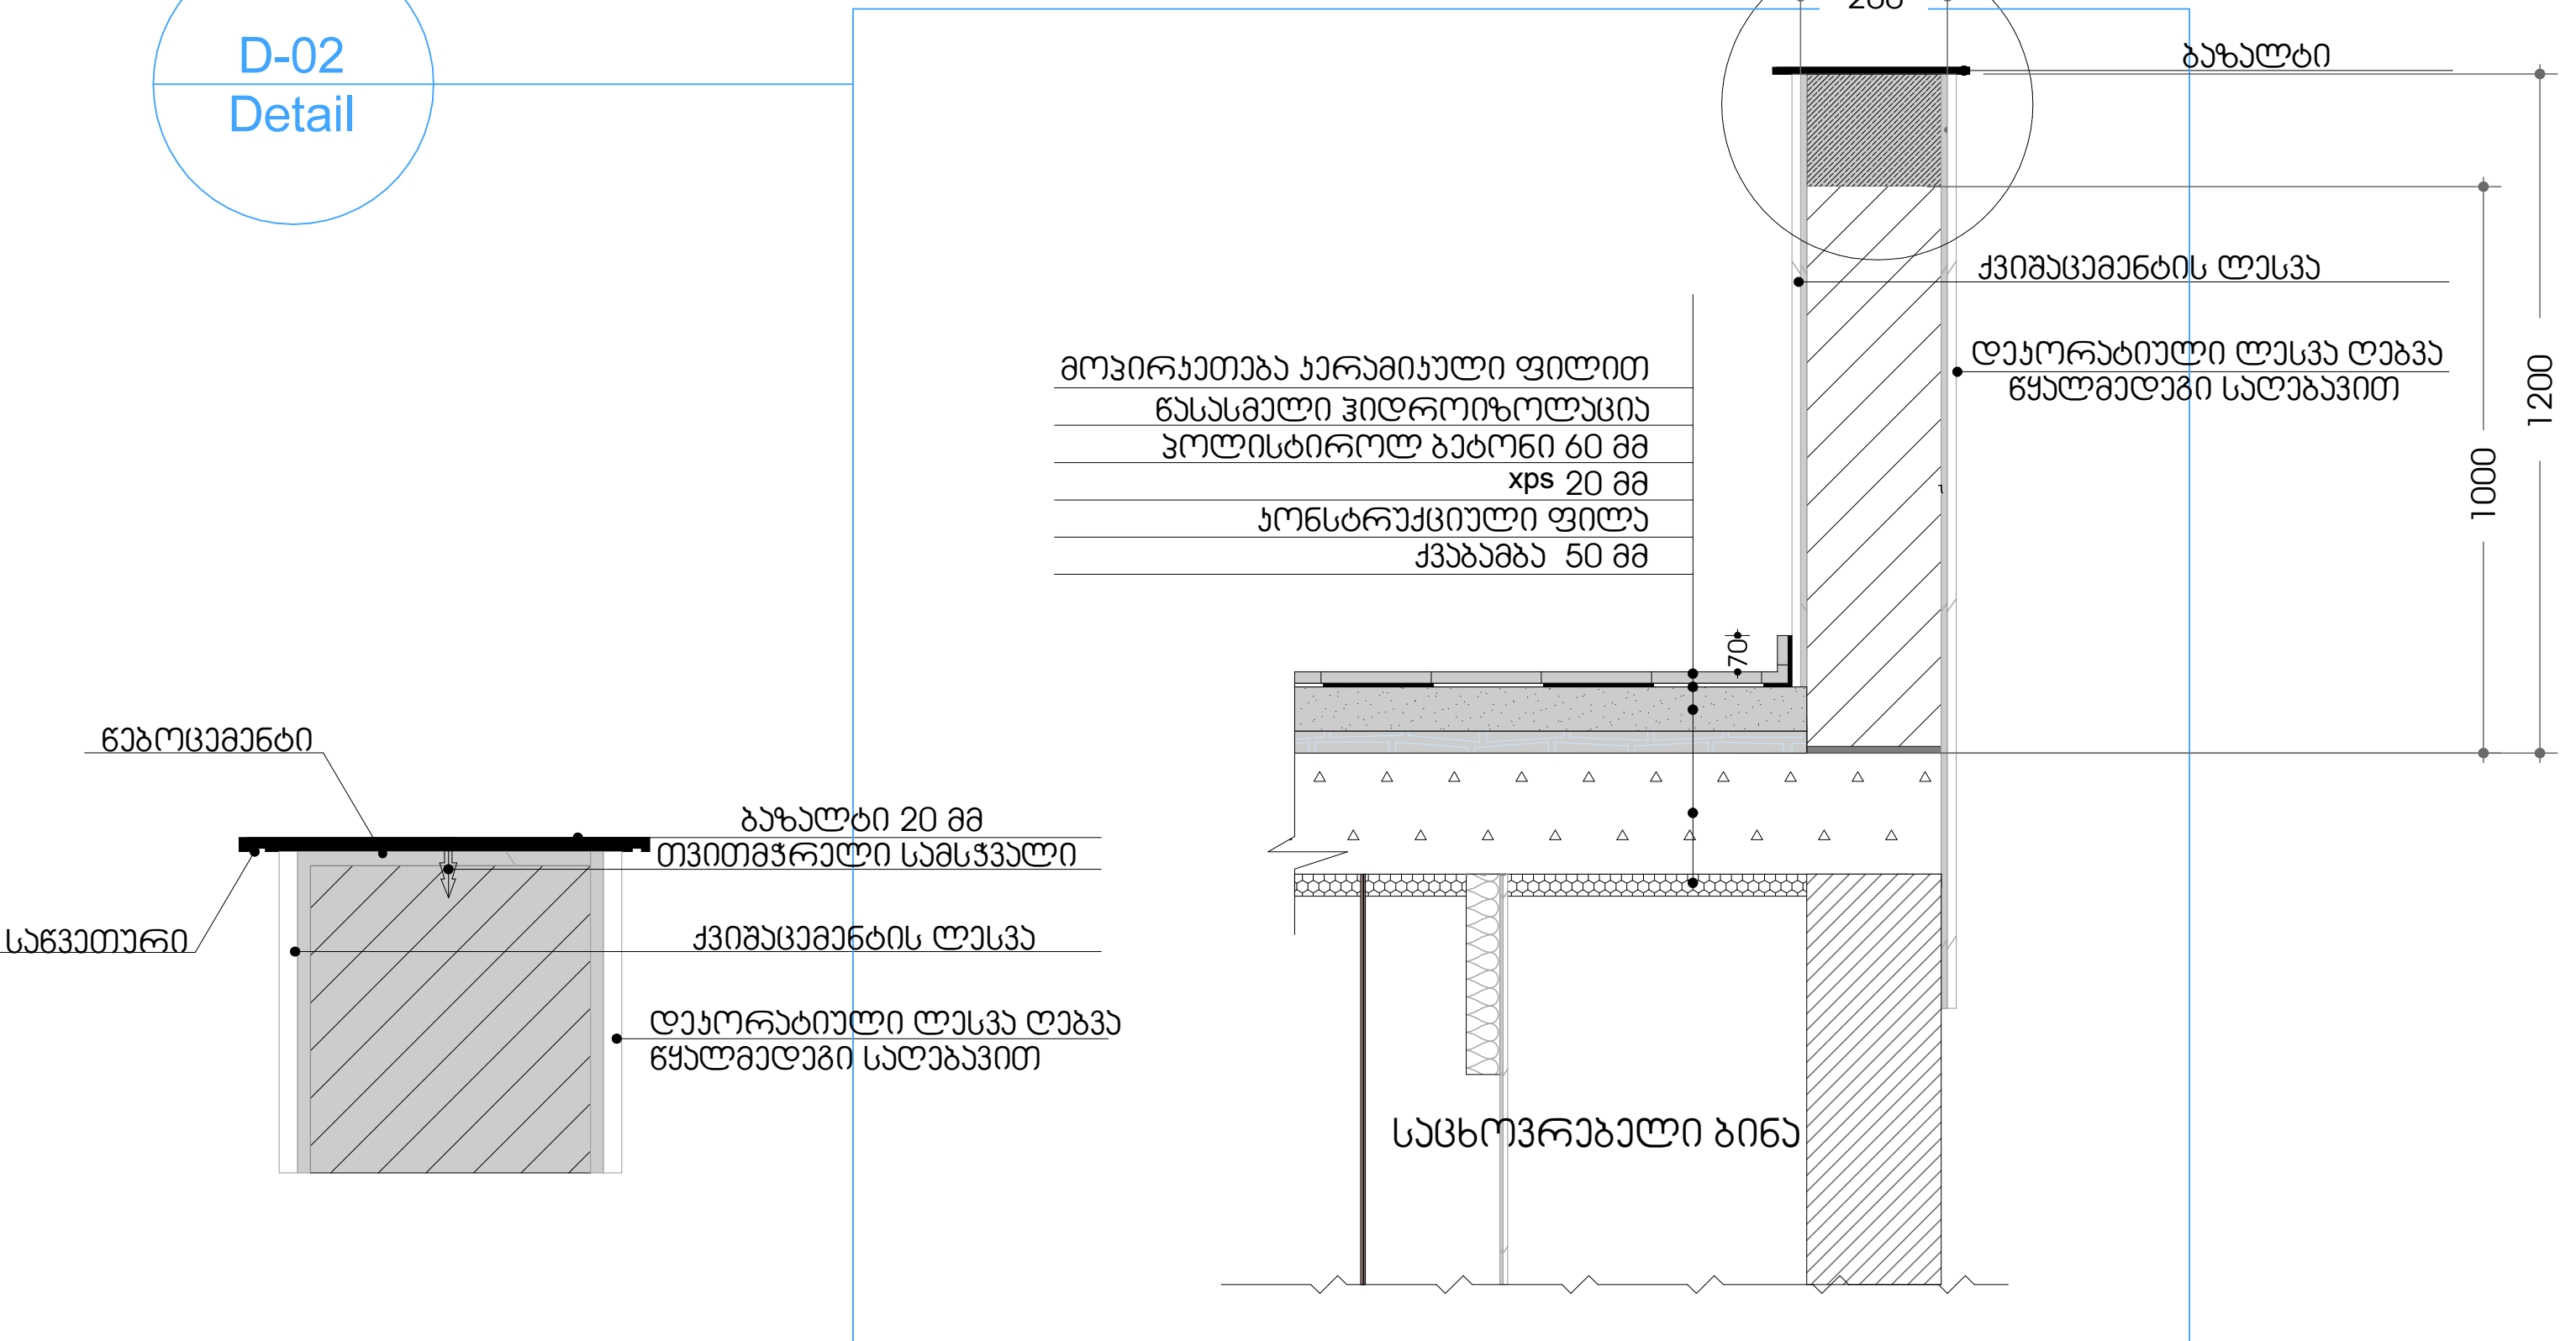 D-02
Detail
ბაზალტი
ქვიშაცემენტის ლესვა
დეკორატიული ლესვა ღებვა
წყალმედეგი საღებავით
1200
1000
მოპირკეთება კერამიკული ფილით
წასასმელი ჰიდროიზოლაცია
პოლისტიროლ ბეტონი 60 მმ
xps 20 მმ
კონსტრუქციული ფილა
ქვაბამბა 50 მმ
70
წებოცემენტი
ბაზალტი 20 მმ
თვითმჭრელი სამსჭვალი
საწვეთური
ქვიშაცემენტის ლესვა
დეკორატიული ლესვა ღებვა
წყალმედეგი საღებავით
საცხოვრებელი ბინა